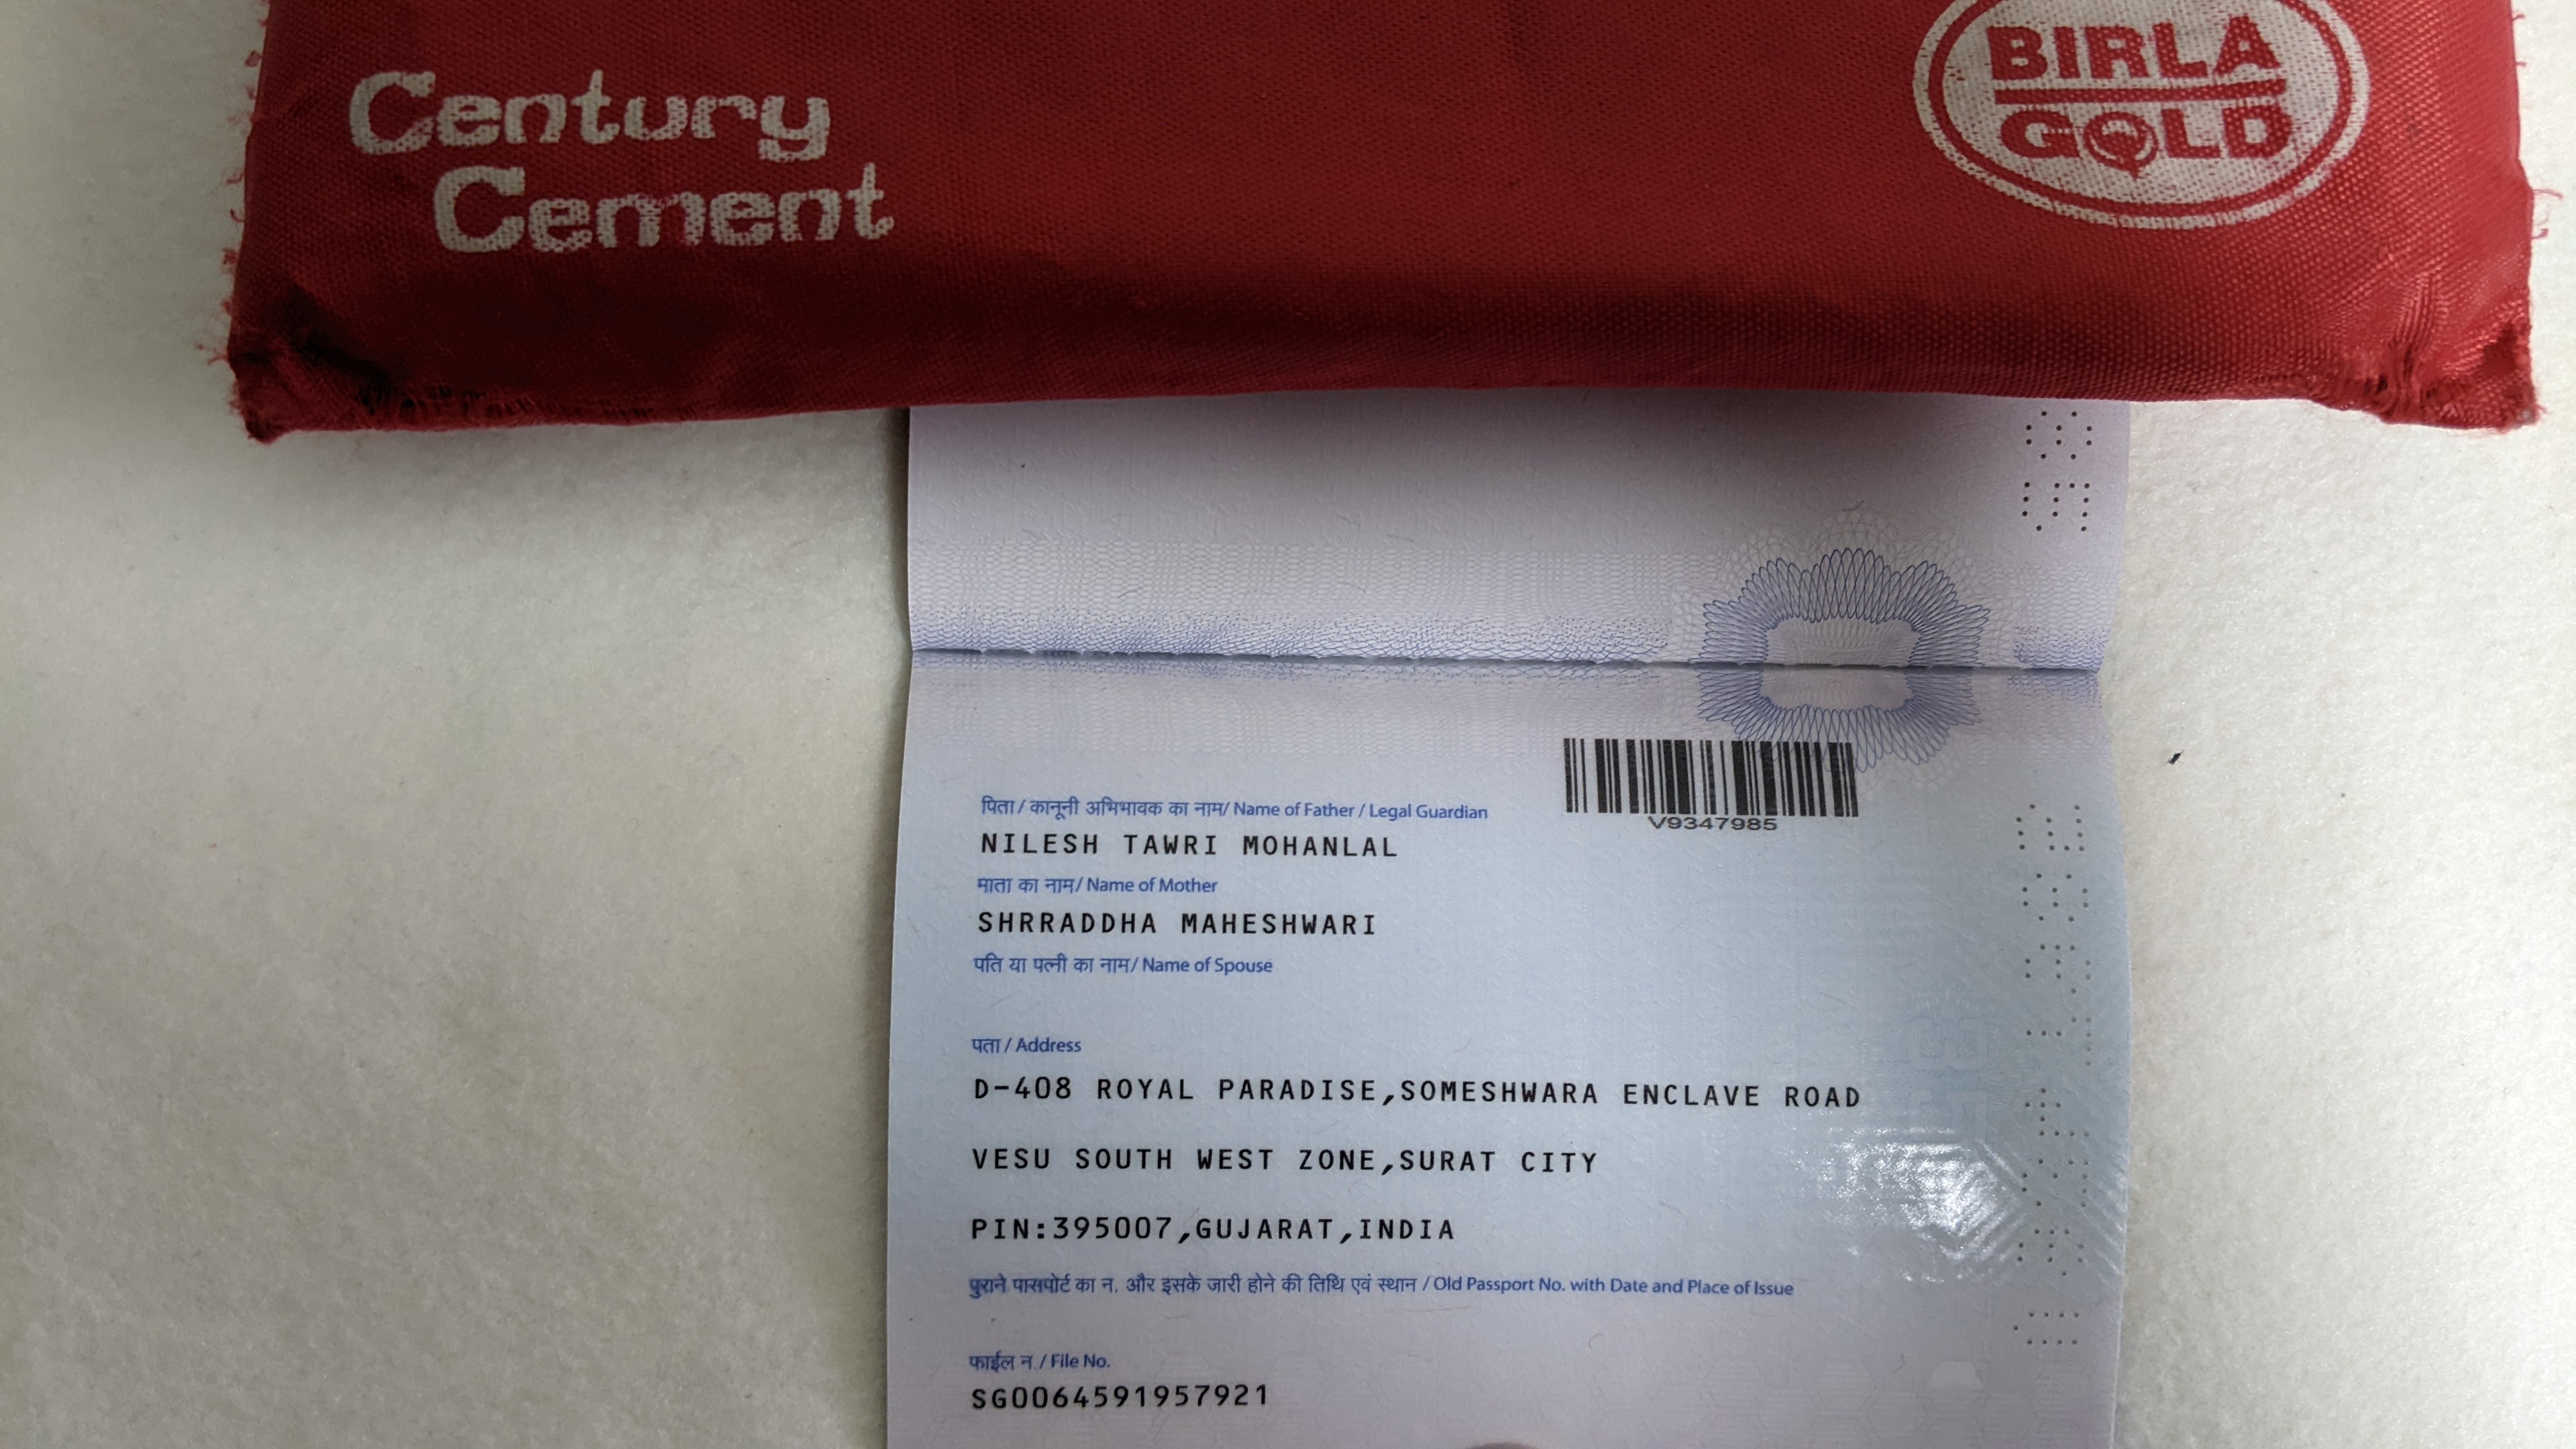 Century
Cement
BIRLA
GOLD
V9347985
पिता / कानूनी अभिभावक का नाम/ Name of Father / Legal Guardian
NILESH TAWRI MOHANLAL
माता का नाम/ Name of Mother
SHRRADDHA MAHESHWARI
पति या पत्नी का नाम/ Name of Spouse
पता / Address
D-408 ROYAL PARADISE,SOMESHWARA ENCLAVE ROAD
VESU SOUTH WEST ZONE,SURAT CITY
PIN:395007,GUJARAT,INDIA
पुराने पासपोर्ट का न. और इसके जारी होने की तिथि एवं स्थान / Old Passport No. with Date and Place of Issue
फाईल न./ File No.
SG0064591957921